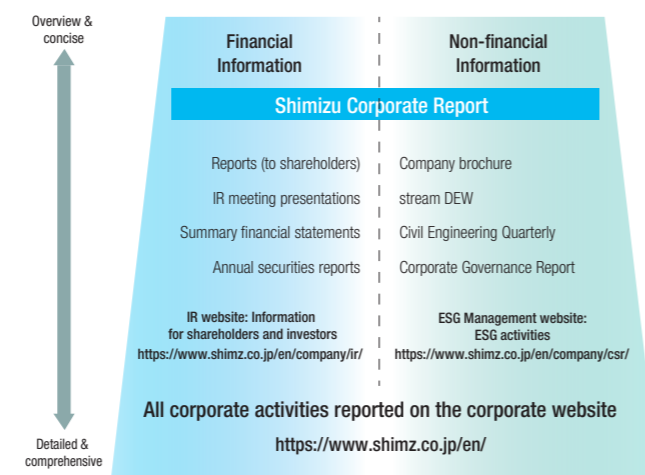 Overview &
concise
Financial
Information
Non-financial
Information
Shimizu Corporate Report
Reports (to shareholders)
Company brochure
IR meeting presentations
stream DEW
Summary financial statements
Civil Engineering Quarterly
Annual securities reports
Corporate Governance Report
IR website: Information
for shareholders and investors
https://www.shimz.co.jp/en/company/ir/
ESG Management website:
ESG activities
https://www.shimz.co.jp/en/company/csr/
All corporate activities reported on the corporate website
https://www.shimz.co.jp/en/
Detailed &
comprehensive